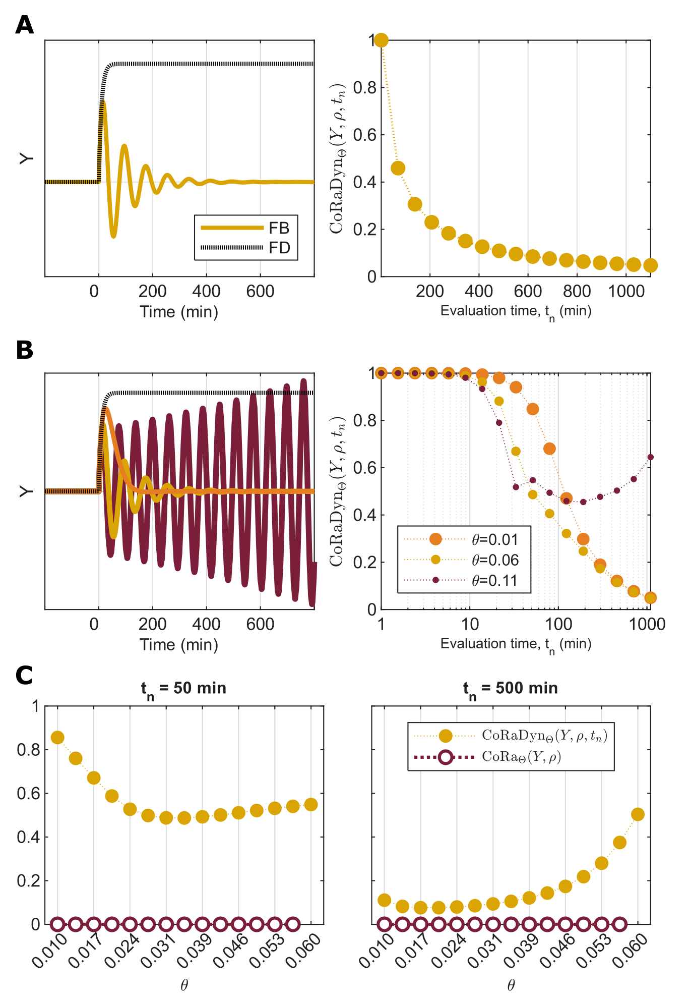 A
Y
FB
FD
0 200 400 600
Time (min)
CoRaDyn_Θ(Y, ρ, t_n)
1
0.8
0.6
0.4
0.2
0
200 400 600 800 1000
Evaluation time, t_n (min)
B
Y
0 200 400 600
Time (min)
CoRaDyn_Θ(Y, ρ, t_n)
1
0.8
0.6
0.4
0.2
0
θ=0.01
θ=0.06
θ=0.11
1 10 100 1000
Evaluation time, t_n (min)
C
t_n = 50 min
1
0.8
0.6
0.4
0.2
0
0.010 0.017 0.024 0.031 0.039 0.046 0.053 0.060
θ
t_n = 500 min
CoRaDyn_Θ(Y, ρ, t_n)
CoRa_Θ(Y, ρ)
0.010 0.017 0.024 0.031 0.039 0.046 0.053 0.060
θ